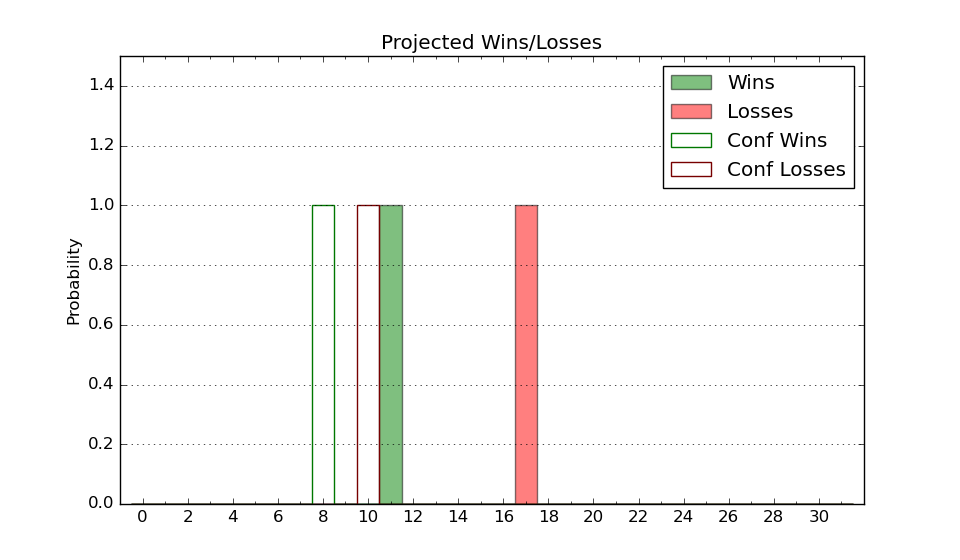 Projected Wins/Losses
1.4
1.2
1.0
0.8
0.6
0.4
0.2
0.0
Probability
Wins
Losses
Conf Wins
Conf Losses
0 2 4 6 8 10 12 14 16 18 20 22 24 26 28 30